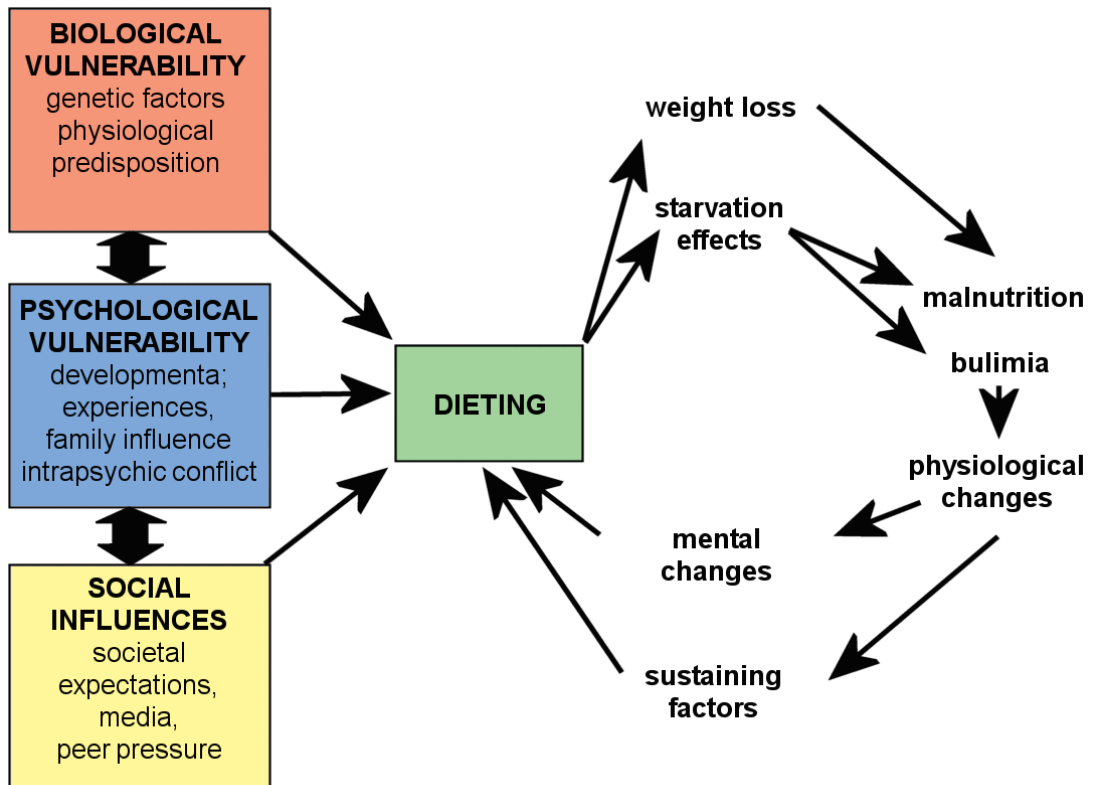 BIOLOGICAL
VULNERABILITY
genetic factors
physiological
predisposition
PSYCHOLOGICAL
VULNERABILITY
developmenta;
experiences,
family influence
intrapsychic conflict
SOCIAL
INFLUENCES
societal
expectations,
media,
peer pressure
DIETING
weight loss
starvation
effects
malnutrition
bulimia
physiological
changes
mental
changes
sustaining
factors